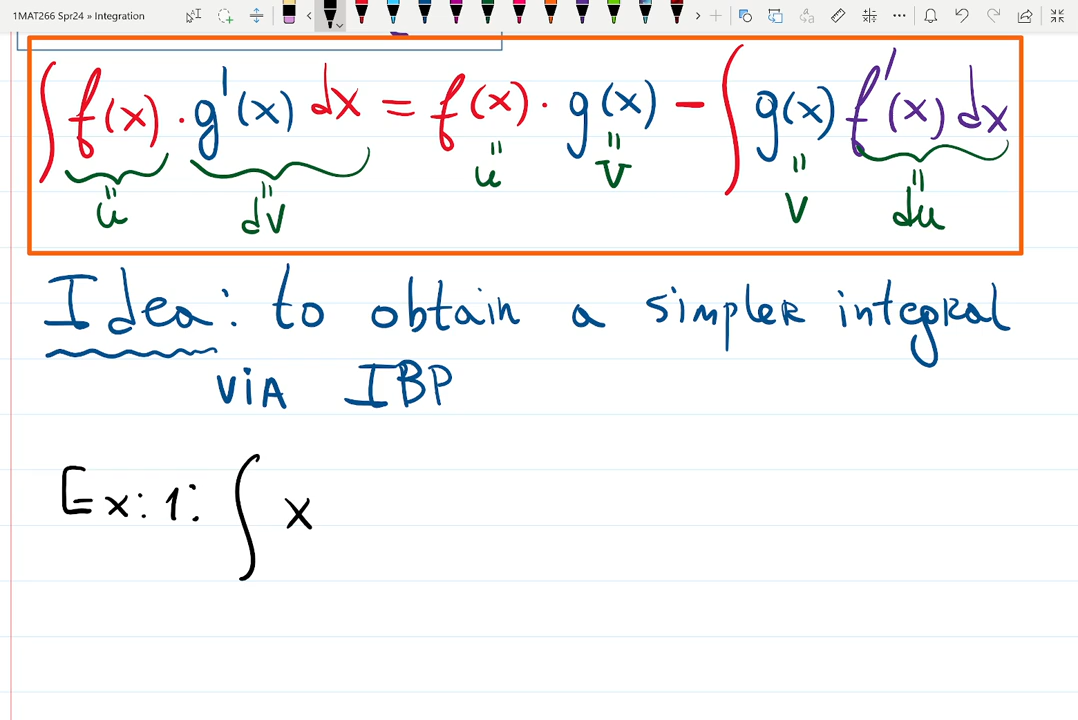 1MAT266 Spr24 » Integration
∫ f(x) · g'(x) dx = f(x) · g(x) − ∫ g(x) f'(x) dx
" " " " " "
u dv u v v du
Idea: to obtain a simpler integral
via IBP
Ex: 1: ∫ x